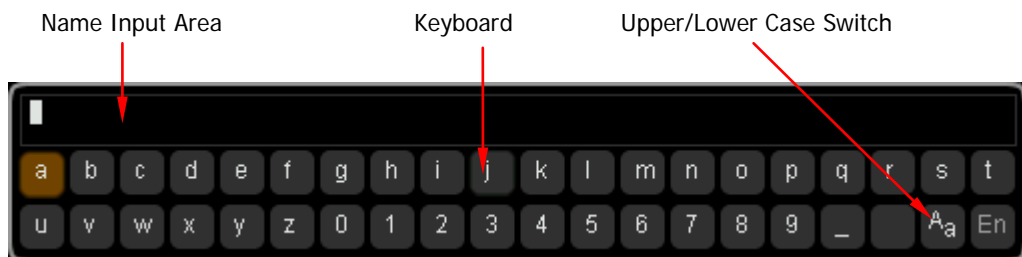 Name Input Area Keyboard Upper/Lower Case Switch
a b c d e f g h i j k l m n o p q r s t
u v w x y z 0 1 2 3 4 5 6 7 8 9 _ Aa En